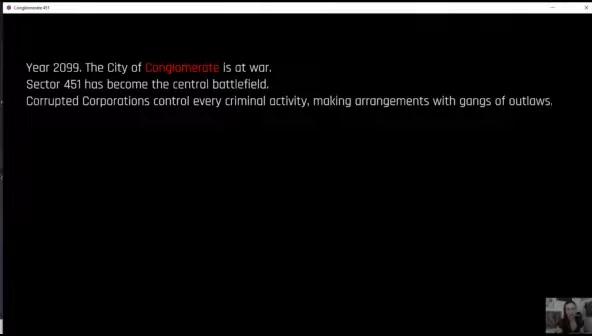 Conglomerate 451
Year 2099. The City of Conglomerate is at war.
Sector 451 has become the central battlefield.
Corrupted Corporations control every criminal activity, making arrangements with gangs of outlaws.